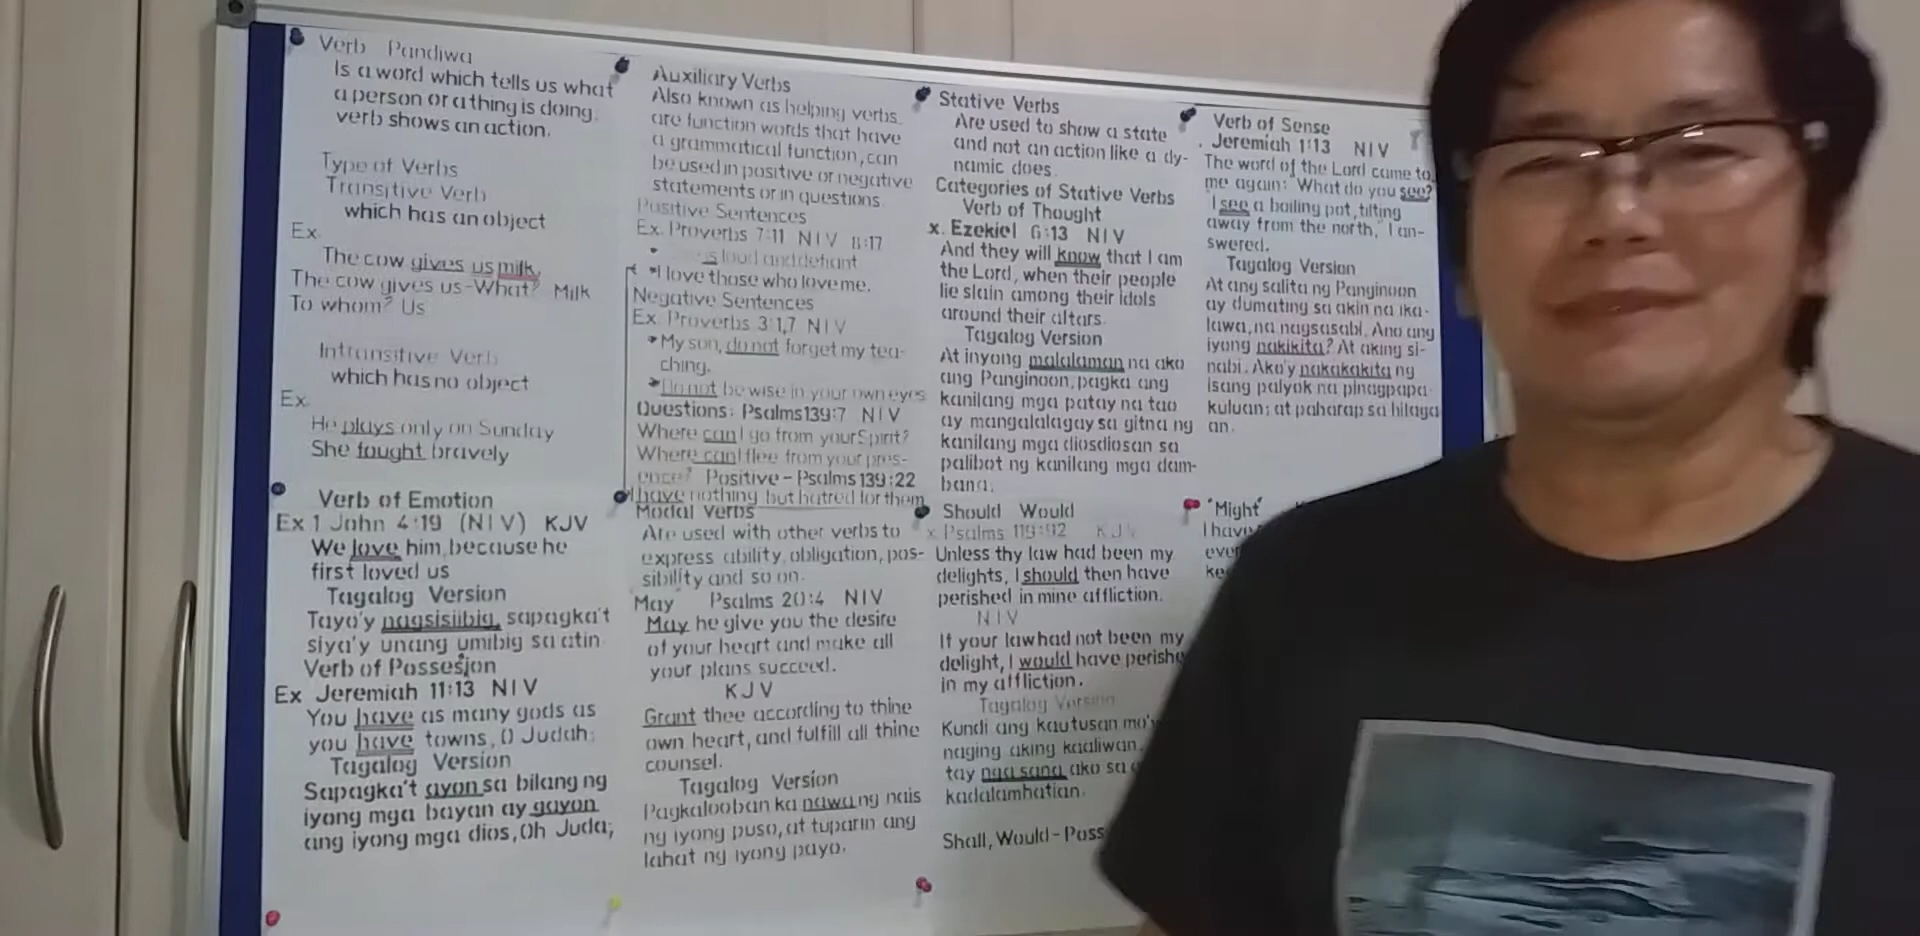 Verb Pandiwa
Is a word which tells us what
a person or a thing is doing.
verb shows an action.
Type of Verbs
Transitive Verb
which has an object
Ex.
The cow gives us milk.
The cow gives us-What? Milk
To whom? Us
Intransitive Verb
which has no object
Ex.
He plays only on Sunday
She fought bravely
Verb of Emotion
Ex 1 John 4:19 (NIV) KJV
We love him, because he
first loved us
Tagalog Version
Tayo'y nagsisiibig, sapagka't
siya'y unang umibig sa atin
Verb of Possesion
Ex Jeremiah 11:13 NIV
You have as many gods as
you have towns, O Judah;
Tagalog Version
Sapagka't ayon sa bilang ng
iyong mga bayan ay gayon
ang iyong mga dios, Oh Juda;
Auxiliary Verbs
Also known as helping verbs.
are function words that have
a grammatical function, can
be used in positive or negative
statements or in questions.
Positive Sentences
Ex. Proverbs 7:11 NIV 8:17
is loud and defiant
I love those who love me.
Negative Sentences
Ex. Proverbs 3:1,7 NIV
My son, do not forget my tea-
ching.
Do not be wise in your own eyes
Questions: Psalms 139:7 NIV
Where can I go from your Spirit?
Where can I flee from your pres-
ence? Positive - Psalms 139:22
I have nothing but hatred for them
Modal Verbs
Are used with other verbs to
express ability, obligation, pos-
sibility and so on.
May Psalms 20:4 NIV
May he give you the desire
of your heart and make all
your plans succeed.
KJV
Grant thee according to thine
own heart, and fulfill all thine
counsel.
Tagalog Version
Pagkalooban ka nawa ng nais
ng iyong puso, at tuparin ang
lahat ng iyong payo.
Stative Verbs
Are used to show a state
and not an action like a dy-
namic does.
Categories of Stative Verbs
Verb of Thought
x. Ezekiel 6:13 NIV
And they will know that I am
the Lord, when their people
lie slain among their idols
around their altars.
Tagalog Version
At inyong malalaman na ako
ang Panginoon, pagka ang
kanilang mga patay na tao
ay mangalalagay sa gitna ng
kanilang mga diosdiosan sa
palibot ng kanilang mga dam-
bana.
Should Would
x Psalms 119:92 KJV
Unless thy law had been my
delights, I should then have
perished in mine affliction.
NIV
If your law had not been my
delight, I would have perishe
in my affliction.
Tagalog Version
Kundi ang kautusan mo'y
naging aking kaaliwan,
tay nga sana ako sa
kadalamhatian.
Shall, Would - Poss
Verb of Sense
. Jeremiah 1:13 NIV
The word of the Lord came to
me again: What do you see?
"I see a boiling pot, tilting
away from the north," I an-
swered.
Tagalog Version
At ang salita ng Panginoon
ay dumating sa akin na ika-
lawa, na nagsasabi, Ano ang
iyong nakikita? At aking si-
nabi, Ako'y nakakakita ng
isang palyok na pinagpapa-
kuluan; at paharap sa hilaga
an.
"Might"
I have
ever